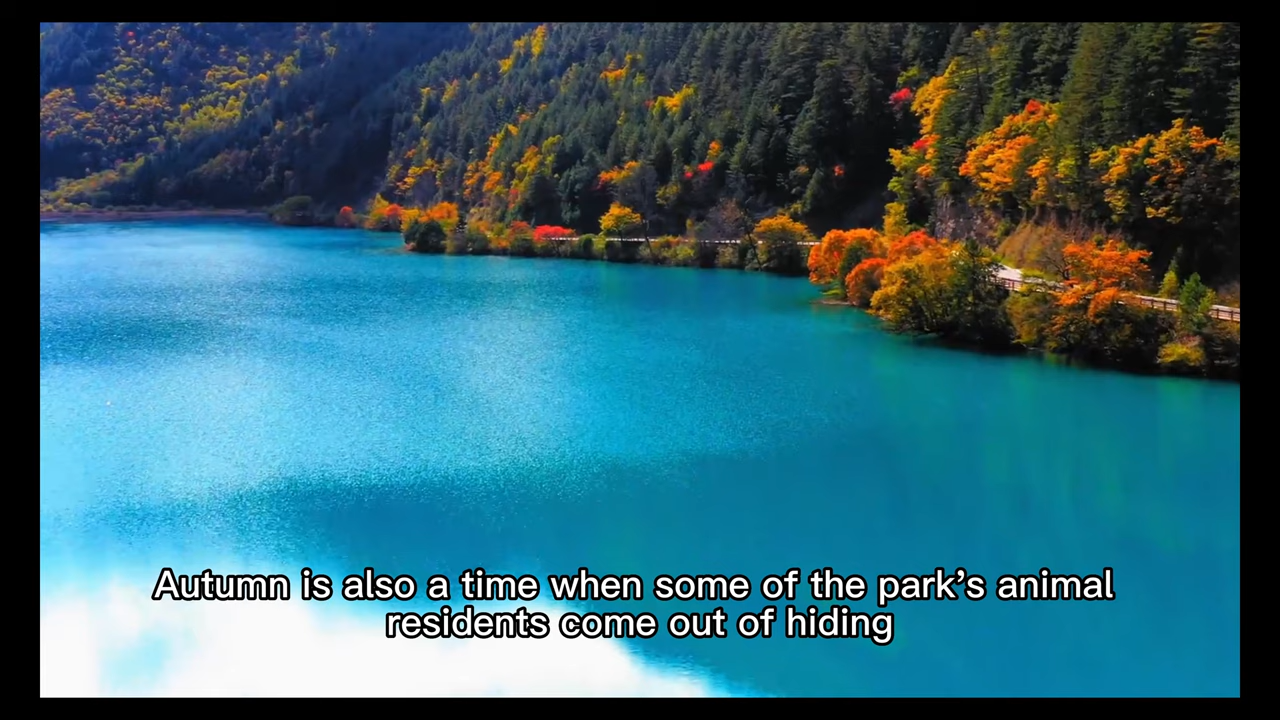 Autumn is also a time when some of the park’s animal
residents come out of hiding